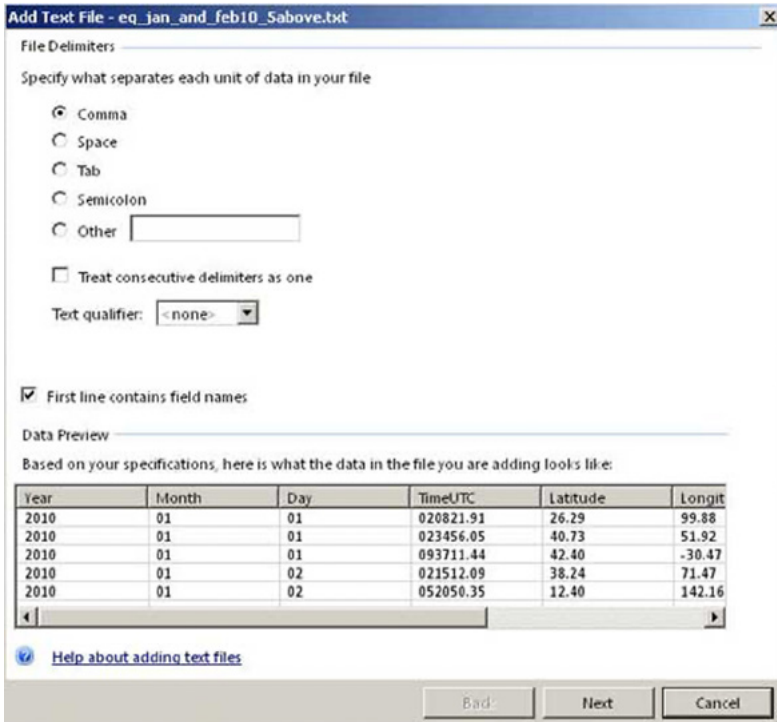 Add Text File - eq_jan_and_feb10_5above.txt
File Delimiters
Specify what separates each unit of data in your file
Comma
Space
Tab
Semicolon
Other
Treat consecutive delimiters as one
Text qualifier: <none>
First line contains field names
Data Preview
Based on your specifications, here is what the data in the file you are adding looks like:
Year Month Day TimeUTC Latitude Longit
2010 01 01 020821.91 26.29 99.88
2010 01 01 023456.05 40.73 51.92
2010 01 01 093711.44 42.40 -30.47
2010 01 02 021512.09 38.24 71.47
2010 01 02 052050.35 12.40 142.16
Help about adding text files
Back Next Cancel